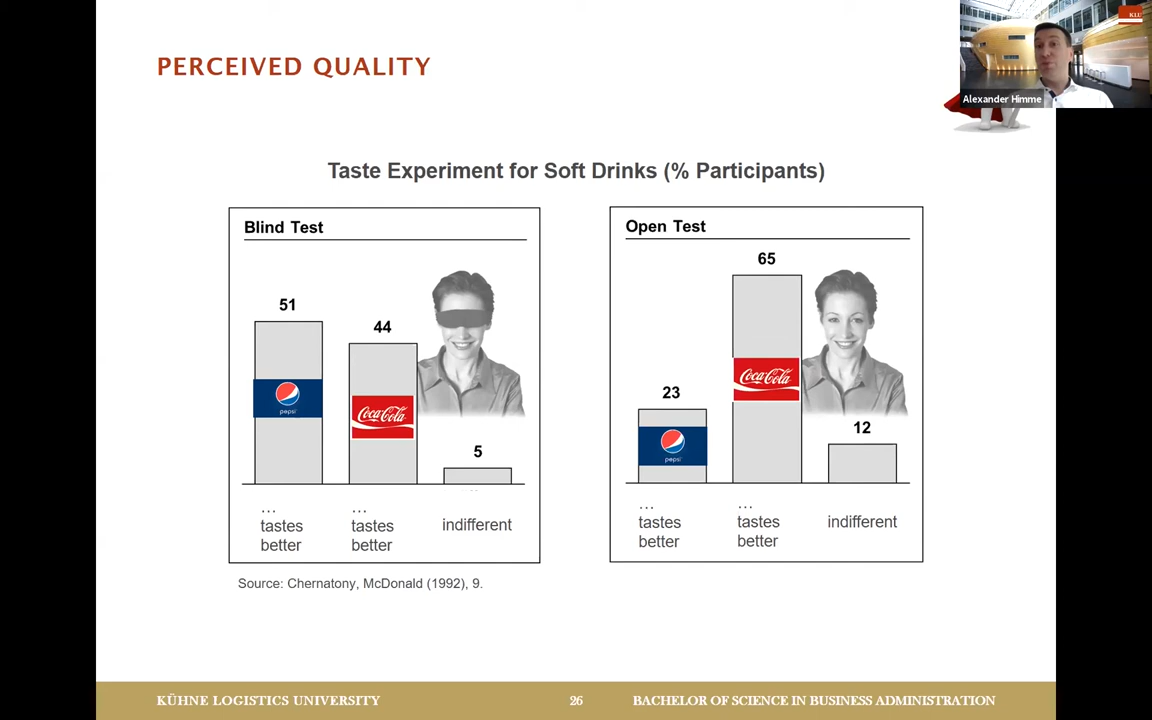 KLU
Alexander Himme
PERCEIVED QUALITY
Taste Experiment for Soft Drinks (% Participants)
Blind Test
51
pepsi
44
Coca-Cola
5
…
tastes
better
…
tastes
better
indifferent
Open Test
23
pepsi
65
Coca-Cola
12
…
tastes
better
…
tastes
better
indifferent
Source: Chernatony, McDonald (1992), 9.
KÜHNE LOGISTICS UNIVERSITY
26
BACHELOR OF SCIENCE IN BUSINESS ADMINISTRATION